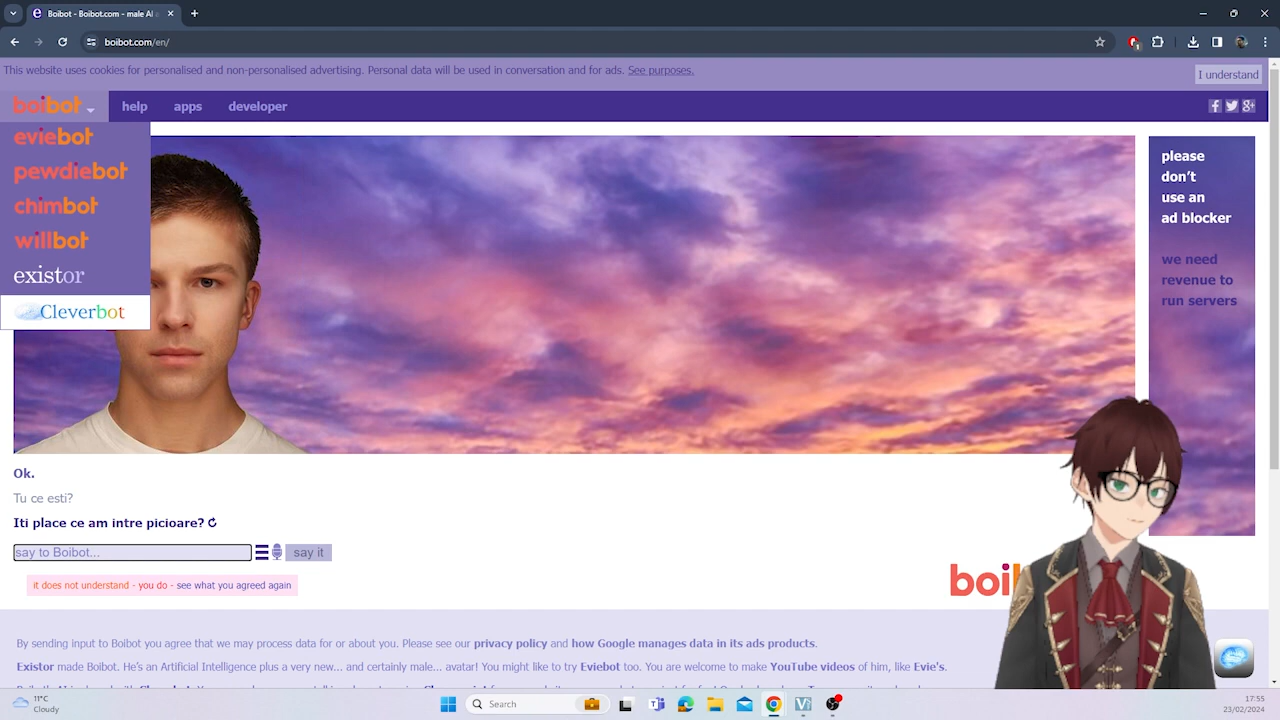 Boibot - Boibot.com - male AI c
boibot.com/en/
This website uses cookies for personalised and non-personalised advertising. Personal data will be used in conversation and for ads. See purposes.
I understand
boibot
help
apps
developer
eviebot
pewdiebot
chimbot
willbot
existor
Cleverbot
please
don't
use an
ad blocker
we need
revenue to
run servers
Ok.
Tu ce esti?
Iti place ce am intre picioare?
say to Boibot...
say it
it does not understand - you do - see what you agreed again
boi
By sending input to Boibot you agree that we may process data for or about you. Please see our privacy policy and how Google manages data in its ads products.
Existor made Boibot. He's an Artificial Intelligence plus a very new... and certainly male... avatar! You might like to try Eviebot too. You are welcome to make YouTube videos of him, like Evie's.
11°C
Cloudy
Search
17:55
23/02/2024